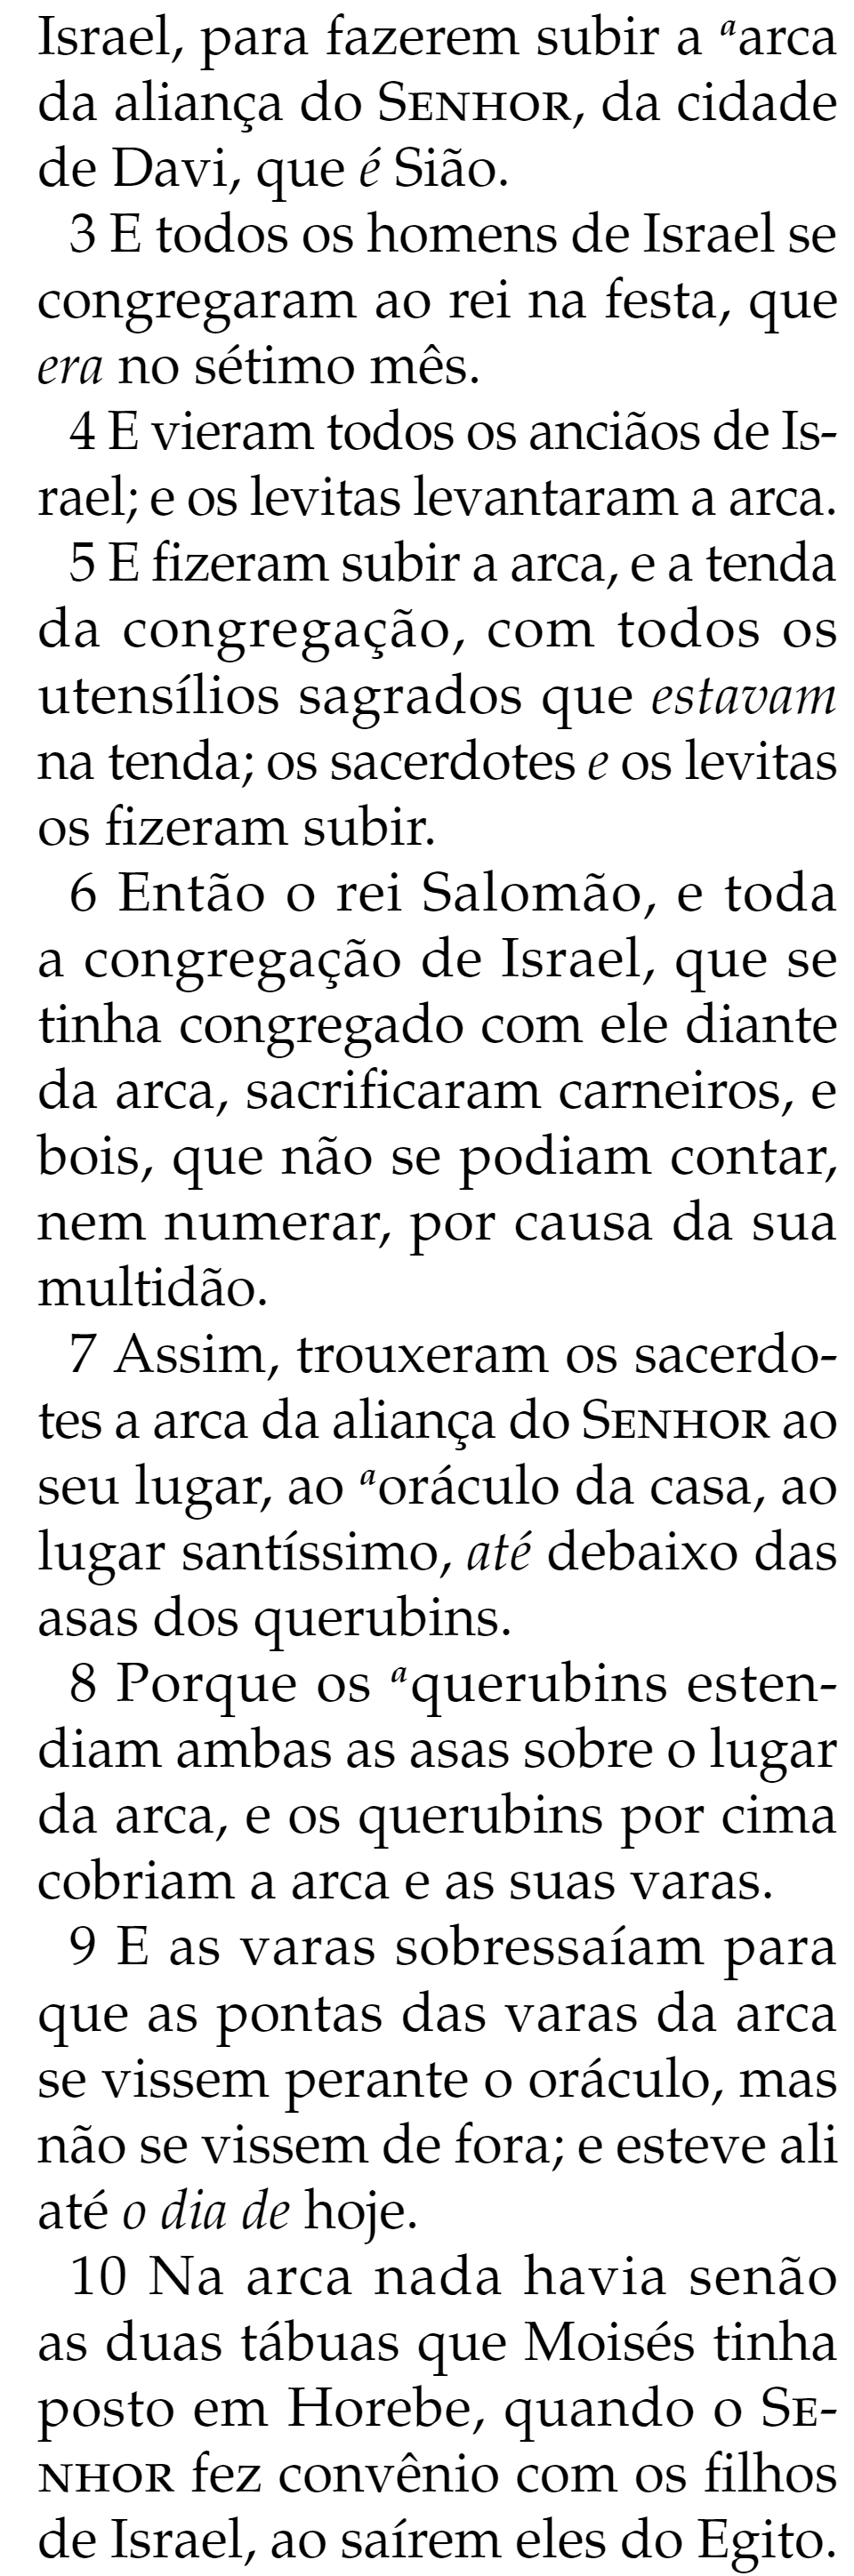 Israel, para fazerem subir a ᵃarca
da aliança do SENHOR, da cidade
de Davi, que é Sião.
3 E todos os homens de Israel se
congregaram ao rei na festa, que
era no sétimo mês.
4 E vieram todos os anciãos de Is-
rael; e os levitas levantaram a arca.
5 E fizeram subir a arca, e a tenda
da congregação, com todos os
utensílios sagrados que estavam
na tenda; os sacerdotes e os levitas
os fizeram subir.
6 Então o rei Salomão, e toda
a congregação de Israel, que se
tinha congregado com ele diante
da arca, sacrificaram carneiros, e
bois, que não se podiam contar,
nem numerar, por causa da sua
multidão.
7 Assim, trouxeram os sacerdo-
tes a arca da aliança do SENHOR ao
seu lugar, ao ᵃoráculo da casa, ao
lugar santíssimo, até debaixo das
asas dos querubins.
8 Porque os ᵃquerubins esten-
diam ambas as asas sobre o lugar
da arca, e os querubins por cima
cobriam a arca e as suas varas.
9 E as varas sobressaíam para
que as pontas das varas da arca
se vissem perante o oráculo, mas
não se vissem de fora; e esteve ali
até o dia de hoje.
10 Na arca nada havia senão
as duas tábuas que Moisés tinha
posto em Horebe, quando o SE-
NHOR fez convênio com os filhos
de Israel, ao saírem eles do Egito.